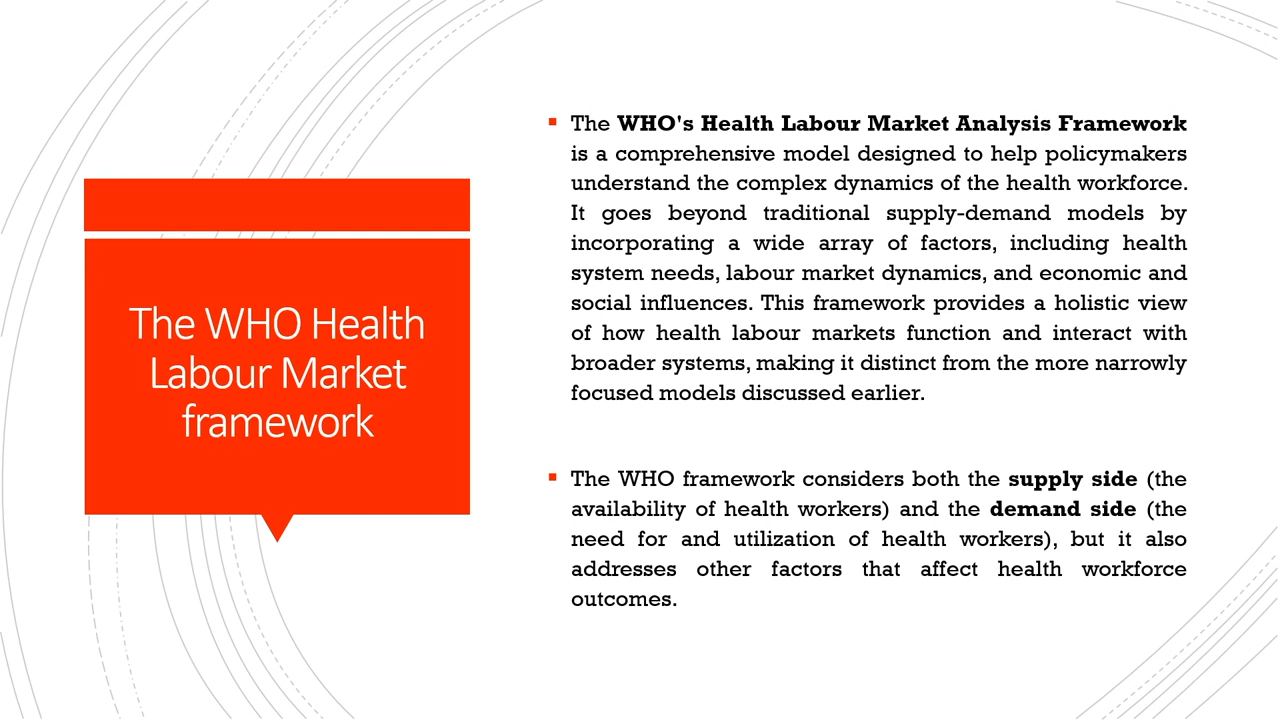 The WHO Health
Labour Market
framework
The WHO's Health Labour Market Analysis Framework
is a comprehensive model designed to help policymakers
understand the complex dynamics of the health workforce.
It goes beyond traditional supply-demand models by
incorporating a wide array of factors, including health
system needs, labour market dynamics, and economic and
social influences. This framework provides a holistic view
of how health labour markets function and interact with
broader systems, making it distinct from the more narrowly
focused models discussed earlier.
The WHO framework considers both the supply side (the
availability of health workers) and the demand side (the
need for and utilization of health workers), but it also
addresses other factors that affect health workforce
outcomes.